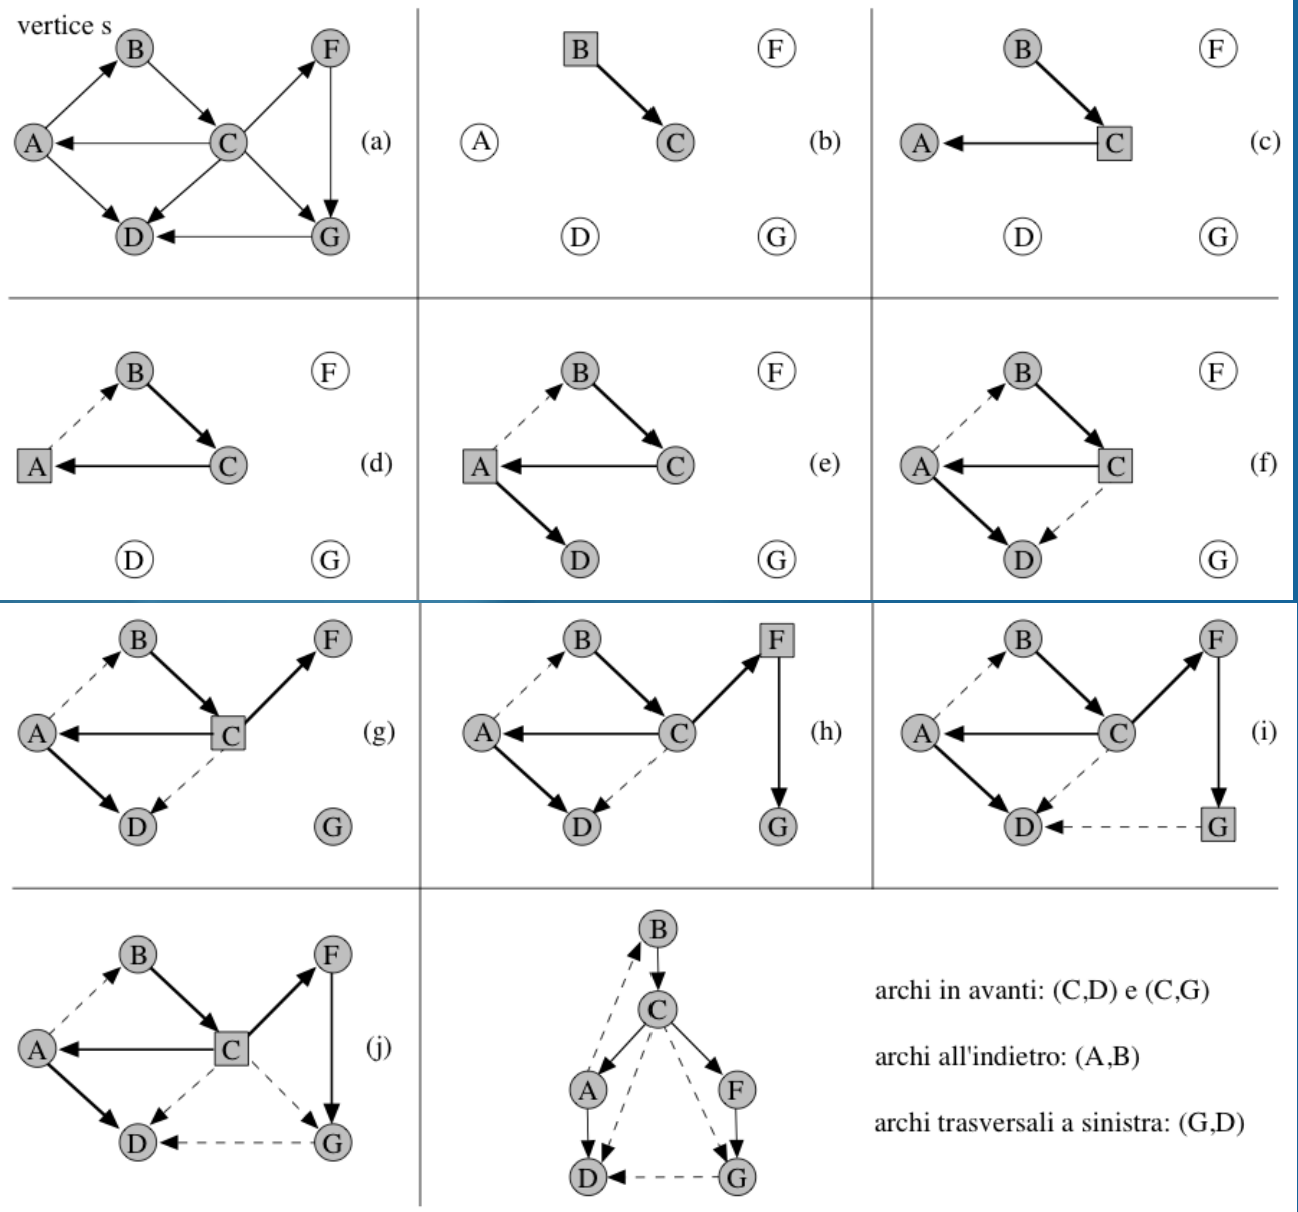 vertice s
B F
A C (a)
D G
B F
A C (b)
D G
B F
A C (c)
D G
B F
A C (d)
D G
B F
A C (e)
D G
B F
A C (f)
D G
B F
A C (g)
D G
B F
A C (h)
D G
B F
A C (i)
D G
B F
A C (j)
D G
B
C
A F
D G
archi in avanti: (C,D) e (C,G)
archi all'indietro: (A,B)
archi trasversali a sinistra: (G,D)